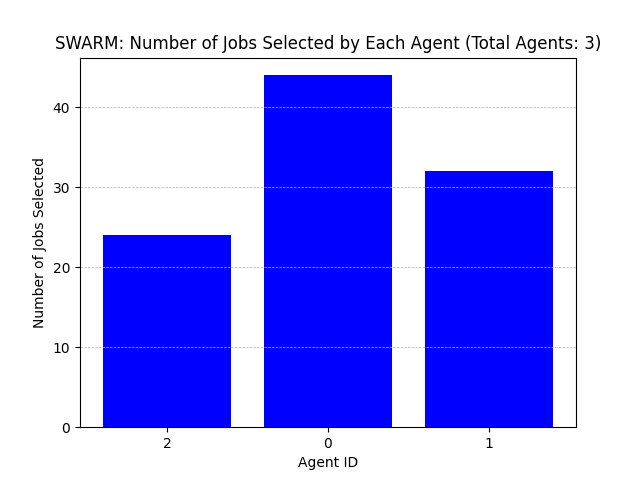 SWARM: Number of Jobs Selected by Each Agent (Total Agents: 3)
Number of Jobs Selected
40
30
20
10
0
2 0 1
Agent ID